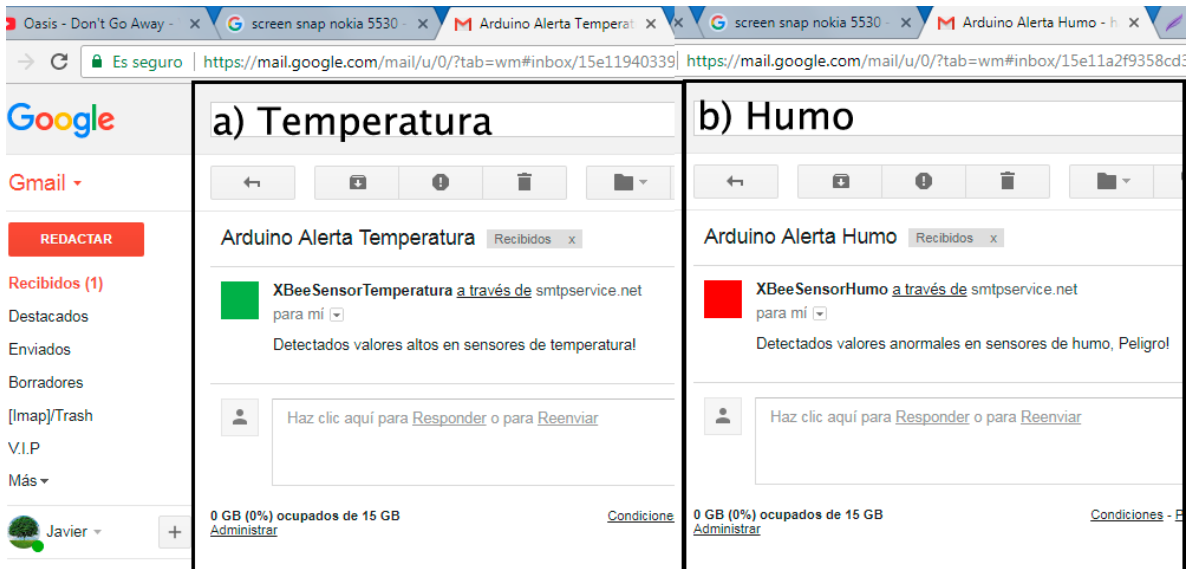 Oasis - Don't Go Away -
screen snap nokia 5530 -
Arduino Alerta Temperat
screen snap nokia 5530 -
Arduino Alerta Humo - h
Es seguro
https://mail.google.com/mail/u/0/?tab=wm#inbox/15e11940339
https://mail.google.com/mail/u/0/?tab=wm#inbox/15e11a2f9358cd3
Google
Gmail
REDACTAR
Recibidos (1)
Destacados
Enviados
Borradores
[Imap]/Trash
V.I.P
Más
Javier
+
a) Temperatura
Arduino Alerta Temperatura Recibidos x
XBeeSensorTemperatura a través de smtpservice.net
para mí
Detectados valores altos en sensores de temperatura!
Haz clic aquí para Responder o para Reenviar
0 GB (0%) ocupados de 15 GB
Administrar
Condicione
b) Humo
Arduino Alerta Humo Recibidos x
XBeeSensorHumo a través de smtpservice.net
para mí
Detectados valores anormales en sensores de humo, Peligro!
Haz clic aquí para Responder o para Reenviar
0 GB (0%) ocupados de 15 GB
Administrar
Condiciones - P